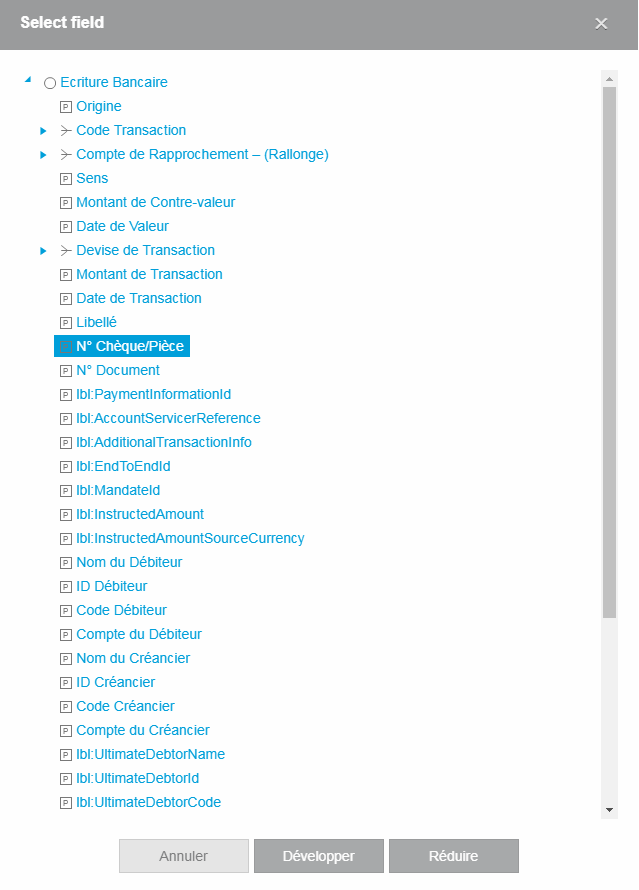 Select field
Ecriture Bancaire
P Origine
Code Transaction
Compte de Rapprochement – (Rallonge)
P Sens
P Montant de Contre-valeur
P Date de Valeur
Devise de Transaction
P Montant de Transaction
P Date de Transaction
P Libellé
P N° Chèque/Pièce
P N° Document
P lbl:PaymentInformationId
P lbl:AccountServicerReference
P lbl:AdditionalTransactionInfo
P lbl:EndToEndId
P lbl:MandateId
P lbl:InstructedAmount
P lbl:InstructedAmountSourceCurrency
P Nom du Débiteur
P ID Débiteur
P Code Débiteur
P Compte du Débiteur
P Nom du Créancier
P ID Créancier
P Code Créancier
P Compte du Créancier
P lbl:UltimateDebtorName
P lbl:UltimateDebtorId
P lbl:UltimateDebtorCode
Annuler Développer Réduire